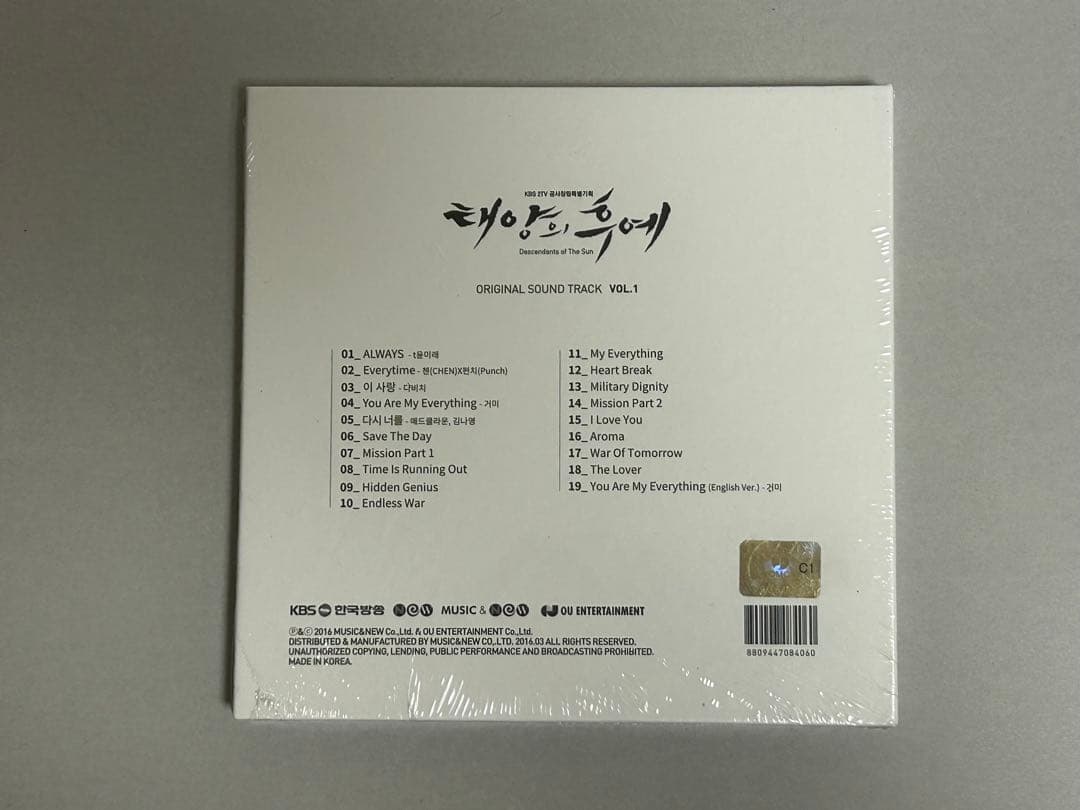 KBS 2TV 공사창립특별기획
태양의 후예
Descendants of The Sun
ORIGINAL SOUND TRACK VOL.1
01_ ALWAYS - t윤미래
02_ Everytime - 첸(CHEN)X펀치(Punch)
03_ 이 사랑 - 다비치
04_ You Are My Everything - 거미
05_ 다시 너를 - 매드클라운, 김나영
06_ Save The Day
07_ Mission Part 1
08_ Time Is Running Out
09_ Hidden Genius
10_ Endless War
11_ My Everything
12_ Heart Break
13_ Military Dignity
14_ Mission Part 2
15_ I Love You
16_ Aroma
17_ War Of Tomorrow
18_ The Lover
19_ You Are My Everything (English Ver.) - 거미
C1
KBS 한국방송 NEW MUSIC & NEW OU ENTERTAINMENT
℗&ⓒ 2016 MUSIC&NEW Co.,Ltd. & OU ENTERTAINMENT Co.,Ltd.
DISTRIBUTED & MANUFACTURED BY MUSIC&NEW CO,.LTD. 2016.03 ALL RIGHTS RESERVED.
UNAUTHORIZED COPYING, LENDING, PUBLIC PERFORMANCE AND BROADCASTING PROHIBITED.
MADE IN KOREA.
8809447084060